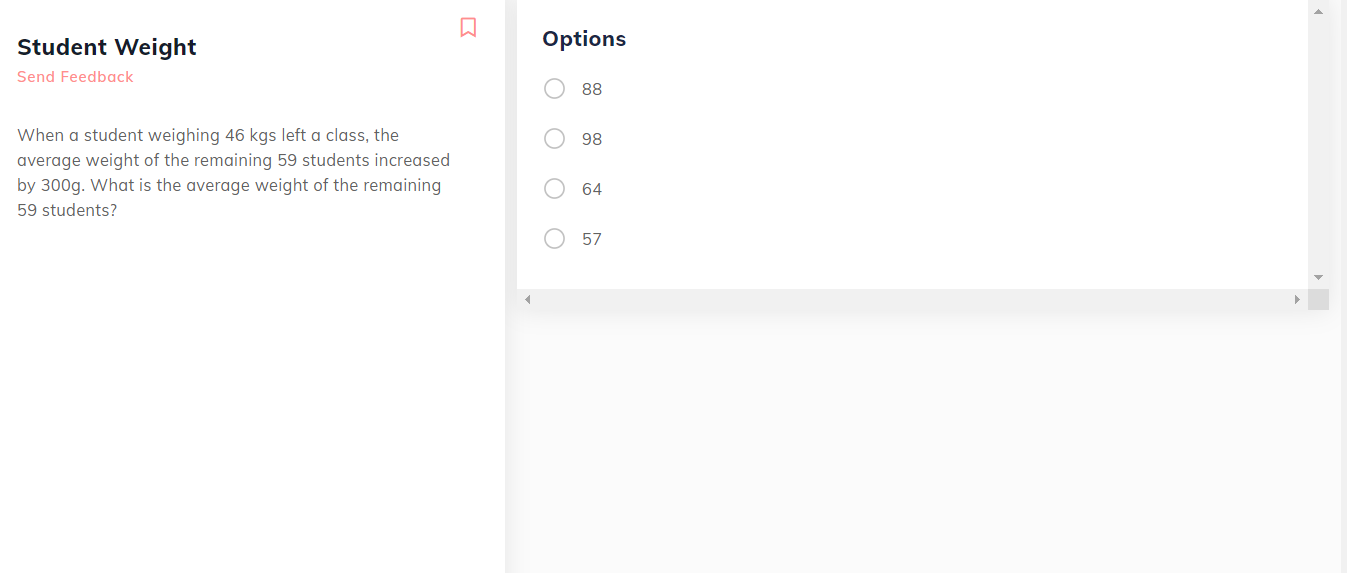 Student Weight
Send Feedback
When a student weighing 46 kgs left a class, the
average weight of the remaining 59 students increased
by 300g. What is the average weight of the remaining
59 students?
Options
88
98
64
57